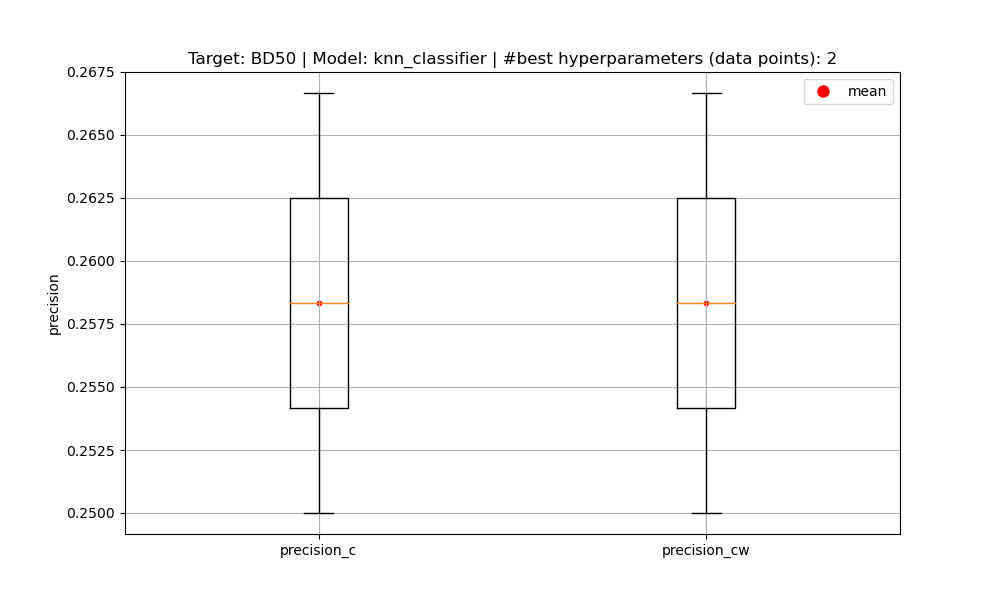 Target: BD50 | Model: knn_classifier | #best hyperparameters (data points): 2
mean
0.2675
0.2650
0.2625
0.2600
0.2575
0.2550
0.2525
0.2500
precision
precision_c
precision_cw